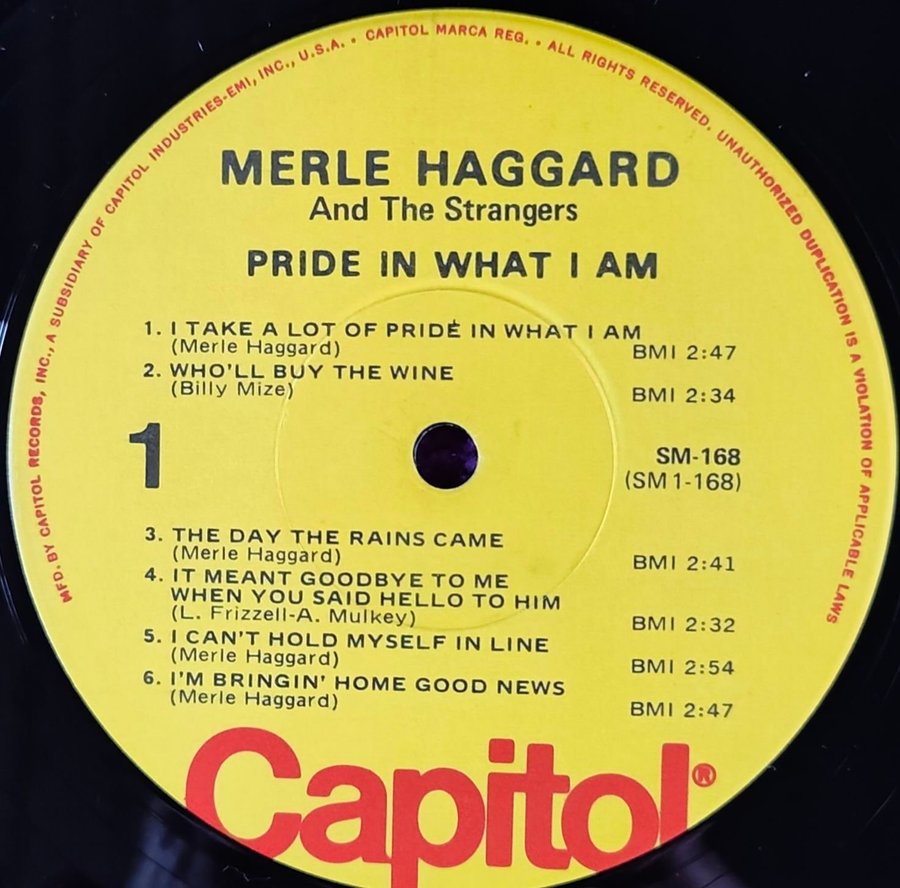 MFD. BY CAPITOL RECORDS, INC., A SUBSIDIARY OF CAPITOL INDUSTRIES-EMI, INC., U.S.A. • CAPITOL MARCA REG. • ALL RIGHTS RESERVED. UNAUTHORIZED DUPLICATION IS A VIOLATION OF APPLICABLE LAWS
MERLE HAGGARD
And The Strangers
PRIDE IN WHAT I AM
1. I TAKE A LOT OF PRIDE IN WHAT I AM
(Merle Haggard) BMI 2:47
2. WHO'LL BUY THE WINE
(Billy Mize) BMI 2:34
1 SM-168
(SM1-168)
3. THE DAY THE RAINS CAME
(Merle Haggard) BMI 2:41
4. IT MEANT GOODBYE TO ME
WHEN YOU SAID HELLO TO HIM
(L. Frizzell-A. Mulkey) BMI 2:32
5. I CAN'T HOLD MYSELF IN LINE
(Merle Haggard) BMI 2:54
6. I'M BRINGIN' HOME GOOD NEWS
(Merle Haggard) BMI 2:47
Capitol®